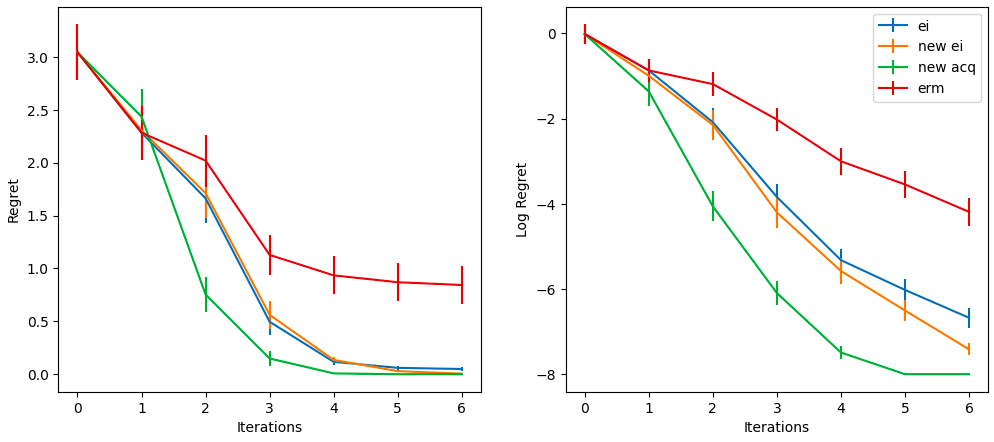 Regret
3.0
2.5
2.0
1.5
1.0
0.5
0.0
0 1 2 3 4 5 6
Iterations
Log Regret
0
−2
−4
−6
−8
0 1 2 3 4 5 6
Iterations
ei
new ei
new acq
erm